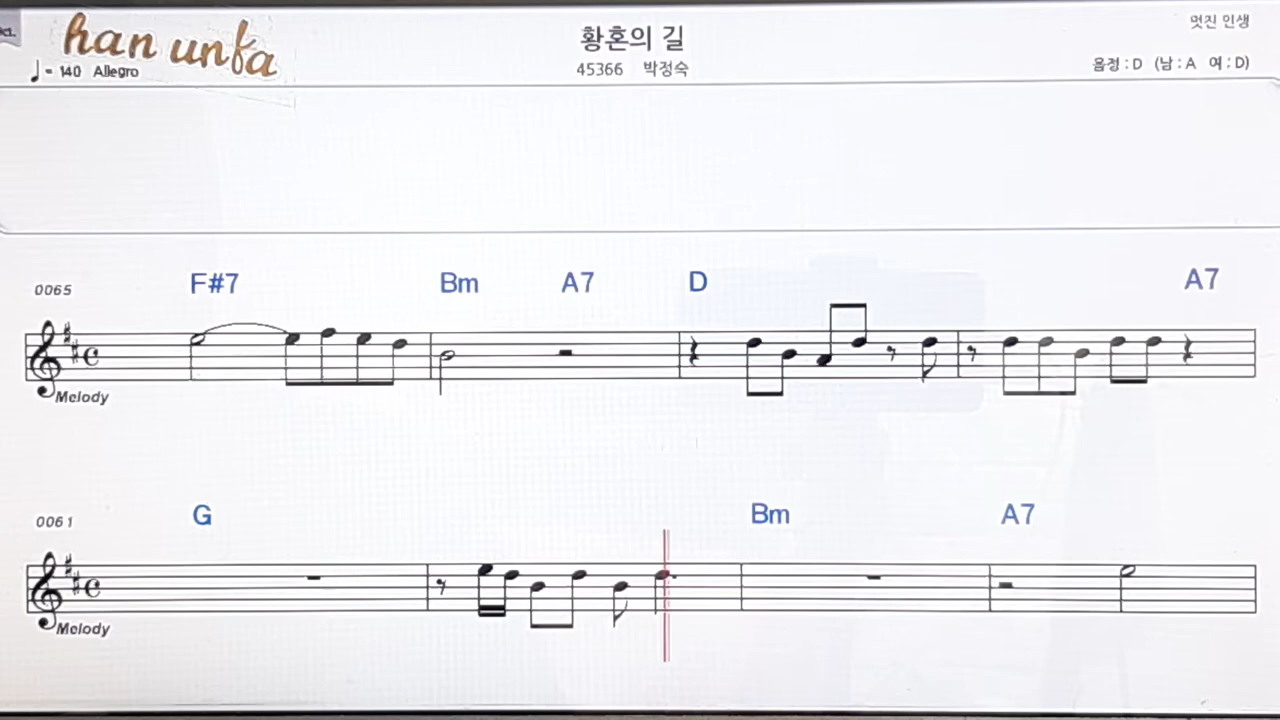 han unfa
♩= 140 Allegro
황혼의 길
45366 박정숙
멋진 인생
음정 : D (남 : A 여 : D)
0065
F#7 Bm A7 D A7
Melody
0061
G Bm A7
Melody